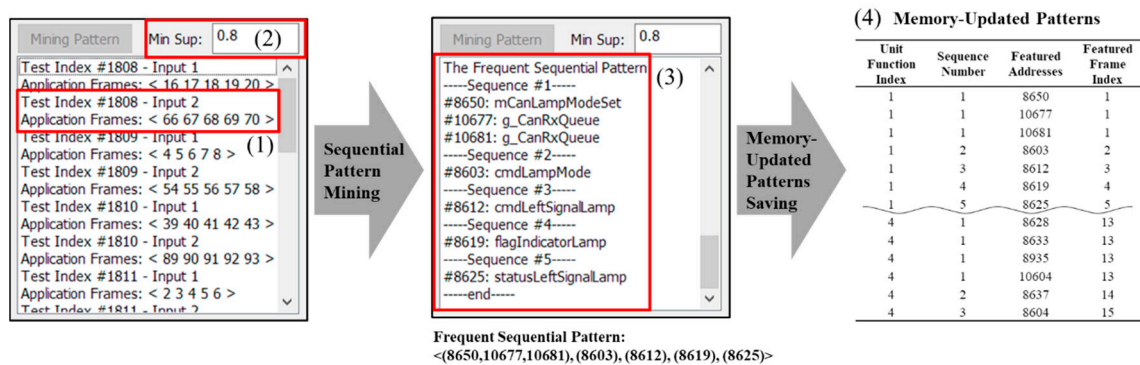 Mining Pattern Min Sup: 0.8 (2)
Test Index #1808 - Input 1
Application Frames: < 16 17 18 19 20 >
Test Index #1808 - Input 2
Application Frames: < 66 67 68 69 70 >
(1)
Test Index #1809 - Input 1
Application Frames: < 4 5 6 7 8 >
Test Index #1809 - Input 2
Application Frames: < 54 55 56 57 58 >
Test Index #1810 - Input 1
Application Frames: < 39 40 41 42 43 >
Test Index #1810 - Input 2
Application Frames: < 89 90 91 92 93 >
Test Index #1811 - Input 1
Application Frames: < 2 3 4 5 6 >
Test Index #1811 - Input 2
Sequential
Pattern
Mining
Mining Pattern Min Sup: 0.8
The Frequent Sequential Pattern
(3)
-----Sequence #1-----
#8650: mCanLampModeSet
#10677: g_CanRxQueue
#10681: g_CanRxQueue
-----Sequence #2-----
#8603: cmdLampMode
-----Sequence #3-----
#8612: cmdLeftSignalLamp
-----Sequence #4-----
#8619: flagIndicatorLamp
-----Sequence #5-----
#8625: statusLeftSignalLamp
-----end-----
Frequent Sequential Pattern:
<(8650,10677,10681), (8603), (8612), (8619), (8625)>
Memory-
Updated
Patterns
Saving
(4) Memory-Updated Patterns
Unit Function Index Sequence Number Featured Addresses Featured Frame Index
1 1 8650 1
1 1 10677 1
1 1 10681 1
1 2 8603 2
1 3 8612 3
1 4 8619 4
1 5 8625 5
4 1 8628 13
4 1 8633 13
4 1 8935 13
4 1 10604 13
4 2 8637 14
4 3 8604 15